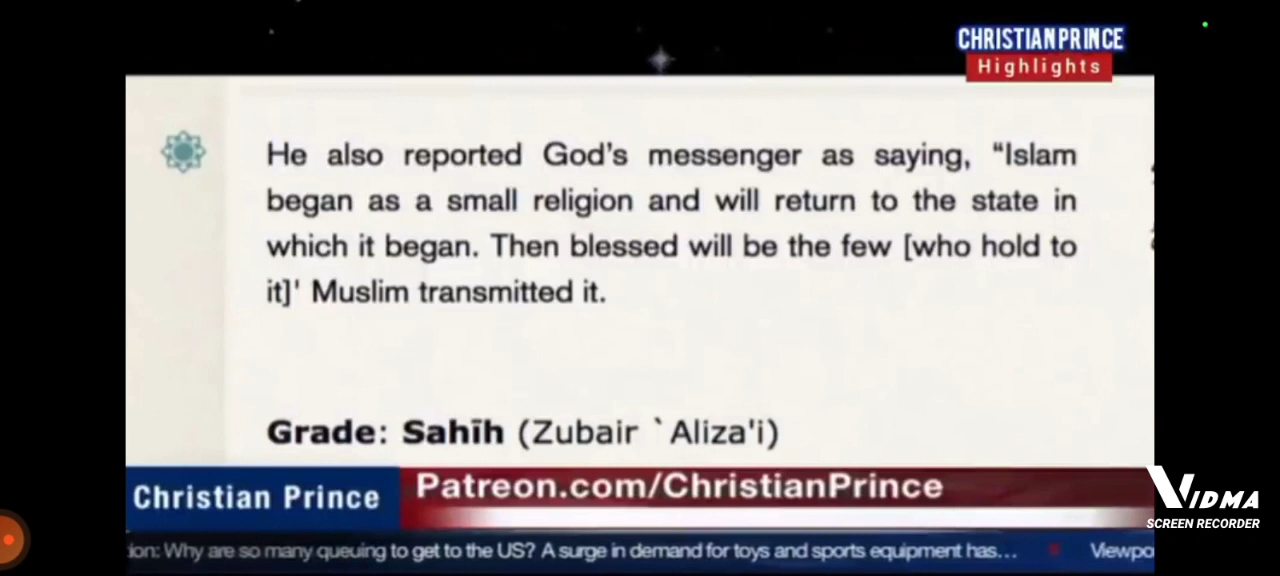 CHRISTIAN PRINCE
Highlights
He also reported God's messenger as saying, "Islam
began as a small religion and will return to the state in
which it began. Then blessed will be the few [who hold to
it]' Muslim transmitted it.
Grade: Sahīh (Zubair `Aliza'i)
Christian Prince
Patreon.com/ChristianPrince
VIDMA
SCREEN RECORDER
ion: Why are so many queuing to get to the US? A surge in demand for toys and sports equipment has... Viewpo